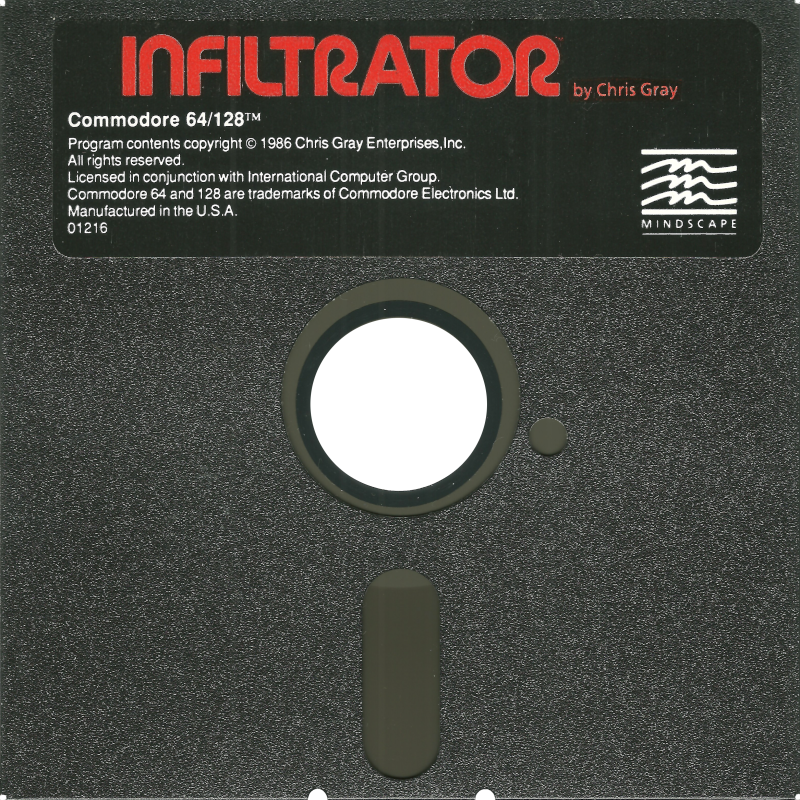 INFILTRATOR™ by Chris Gray
Commodore 64/128™
Program contents copyright © 1986 Chris Gray Enterprises,Inc.
All rights reserved.
Licensed in conjunction with International Computer Group.
Commodore 64 and 128 are trademarks of Commodore Electronics Ltd.
Manufactured in the U.S.A.
01216
MINDSCAPE